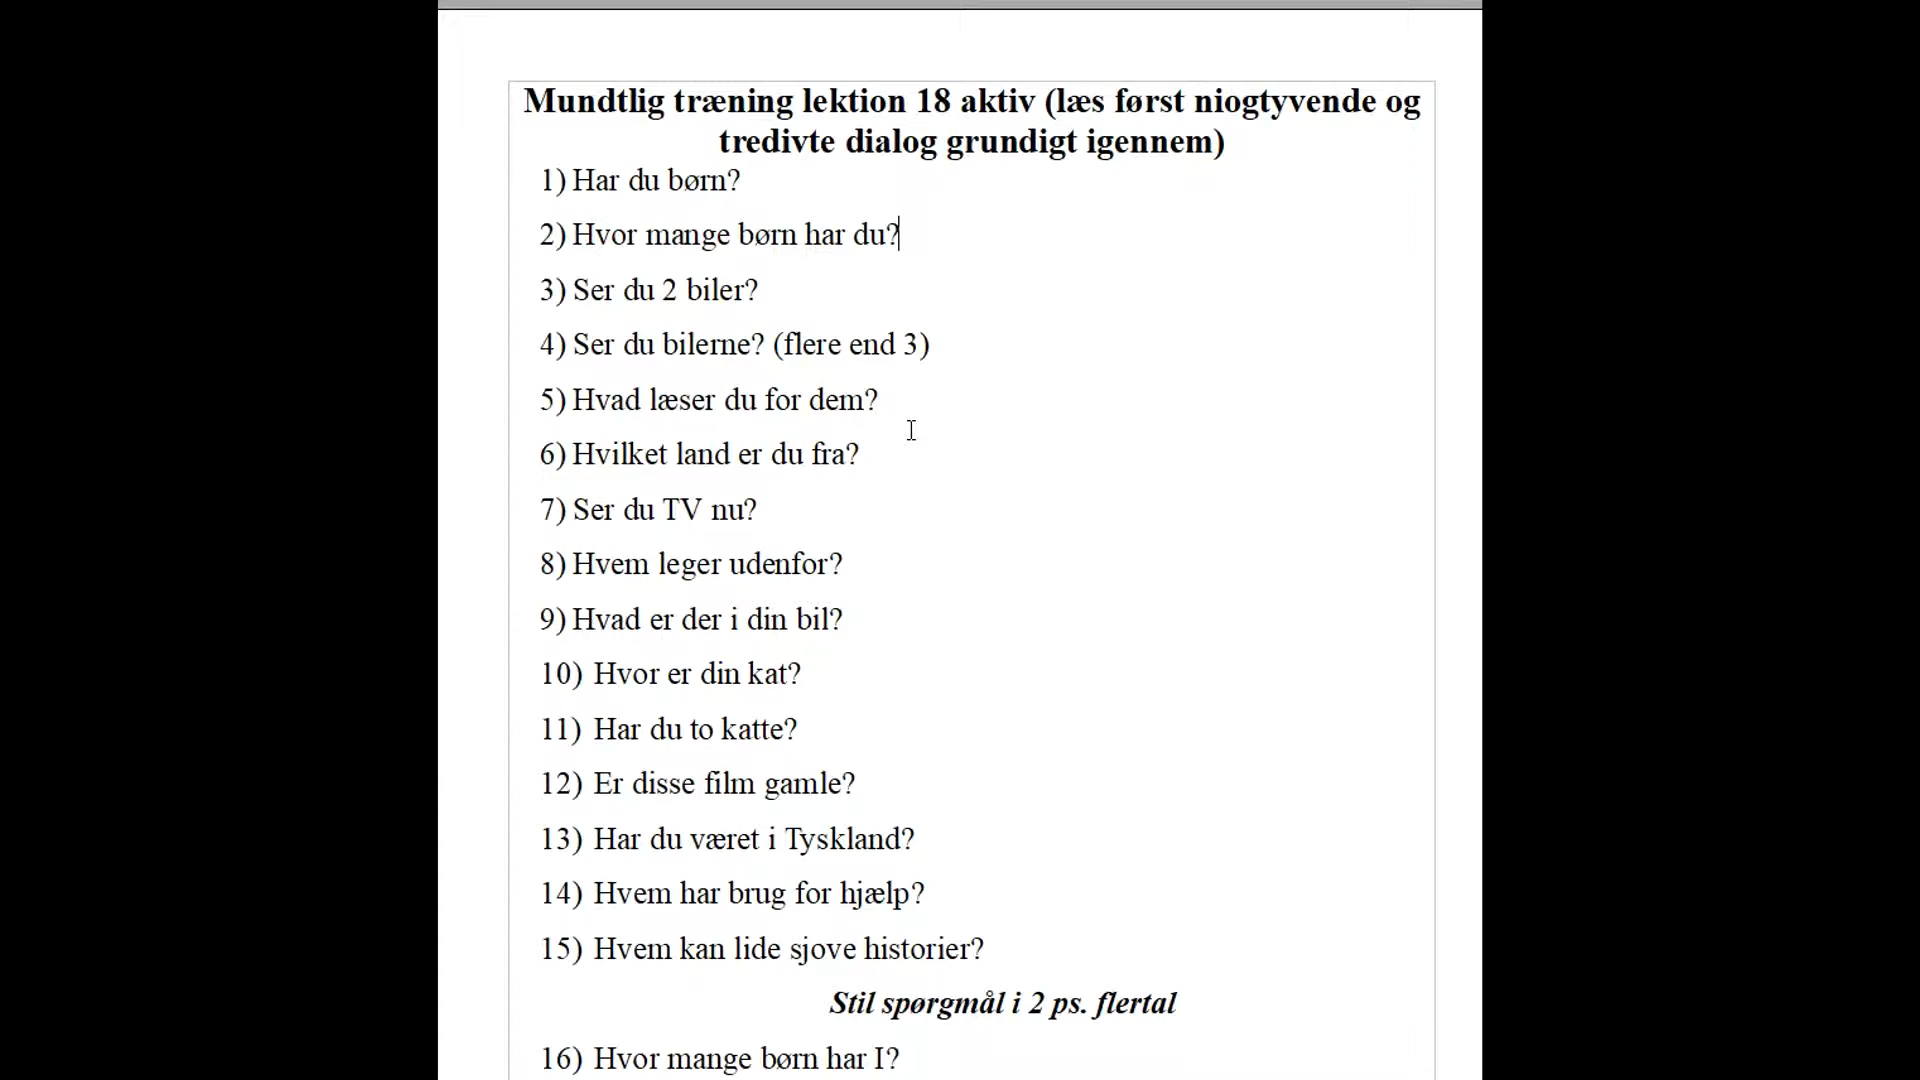 Mundtlig træning lektion 18 aktiv (læs først niogtyvende og
tredivte dialog grundigt igennem)
1) Har du børn?
2) Hvor mange børn har du?
3) Ser du 2 biler?
4) Ser du bilerne? (flere end 3)
5) Hvad læser du for dem?
6) Hvilket land er du fra?
7) Ser du TV nu?
8) Hvem leger udenfor?
9) Hvad er der i din bil?
10) Hvor er din kat?
11) Har du to katte?
12) Er disse film gamle?
13) Har du været i Tyskland?
14) Hvem har brug for hjælp?
15) Hvem kan lide sjove historier?
Stil spørgmål i 2 ps. flertal
16) Hvor mange børn har I?